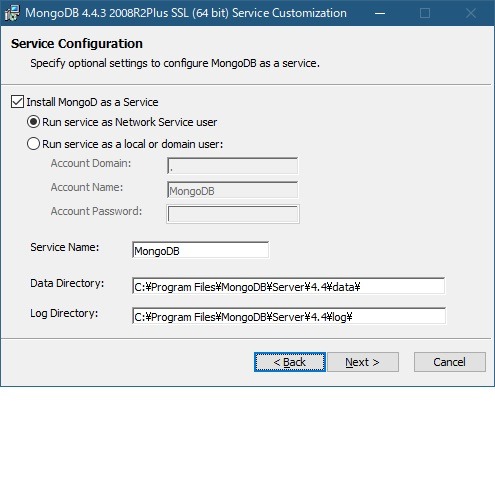 MongoDB 4.4.3 2008R2Plus SSL (64 bit) Service Customization
Service Configuration
Specify optional settings to configure MongoDB as a service.
Install MongoD as a Service
Run service as Network Service user
Run service as a local or domain user:
Account Domain: .
Account Name: MongoDB
Account Password:
Service Name: MongoDB
Data Directory: C:¥Program Files¥MongoDB¥Server¥4.4¥data¥
Log Directory: C:¥Program Files¥MongoDB¥Server¥4.4¥log¥
< Back Next > Cancel